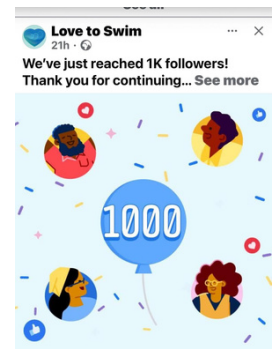 Love to Swim
21h
We've just reached 1K followers!
Thank you for continuing... See more
1000